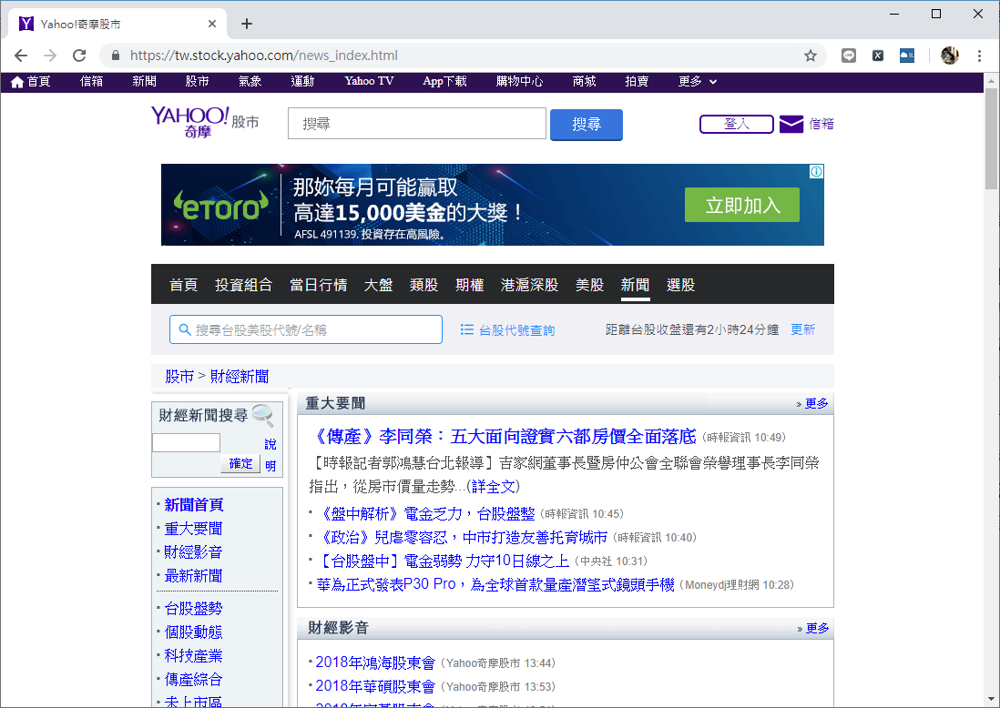 Yahoo!奇摩股市
https://tw.stock.yahoo.com/news_index.html
首頁 信箱 新聞 股市 氣象 運動 Yahoo TV App下載 購物中心 商城 拍賣 更多
YAHOO! 奇摩 股市 搜尋 搜尋 登入 信箱
eToro
那妳每月可能贏取
高達15,000美金的大獎！
AFSL 491139. 投資存在高風險。
立即加入
首頁 投資組合 當日行情 大盤 類股 期權 港滬深股 美股 新聞 選股
搜尋台股美股代號/名稱 台股代號查詢 距離台股收盤還有2小時24分鐘 更新
股市 > 財經新聞
財經新聞搜尋
說明
確定
‧新聞首頁
‧重大要聞
‧財經影音
‧最新新聞
‧台股盤勢
‧個股動態
‧科技產業
‧傳產綜合
‧未上市區
重大要聞 » 更多
《傳產》李同榮：五大面向證實六都房價全面落底 (時報資訊 10:49)
【時報記者郭鴻慧台北報導】吉家網董事長暨房仲公會全聯會榮譽理事長李同榮
指出，從房市價量走勢...(詳全文)
‧《盤中解析》電金乏力，台股盤整 (時報資訊 10:45)
‧《政治》兒虐零容忍，中市打造友善托育城市 (時報資訊 10:40)
‧【台股盤中】電金弱勢 力守10日線之上 (中央社 10:31)
‧華為正式發表P30 Pro，為全球首款量產潛望式鏡頭手機 (Moneydj理財網 10:28)
財經影音 » 更多
‧2018年鴻海股東會 (Yahoo奇摩股市 13:44)
‧2018年華碩股東會 (Yahoo奇摩股市 13:53)